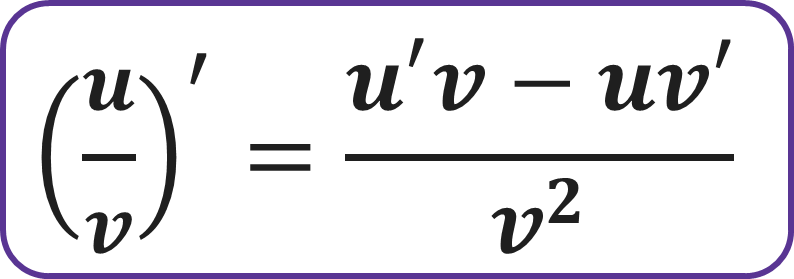 (u/v)′ = (u′v − uv′)/v²